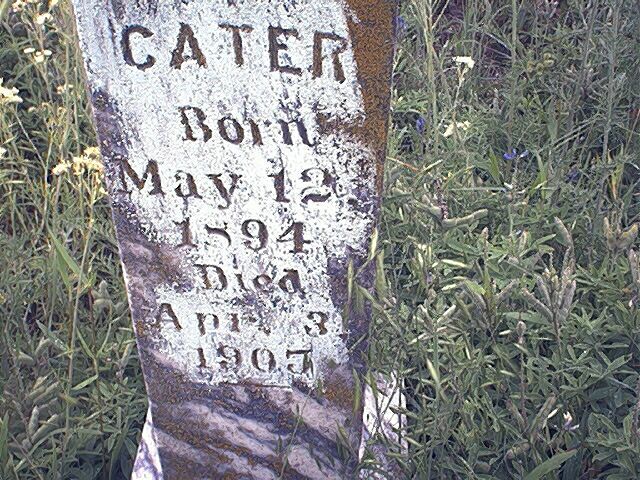 CATER
Born
May 12,
1894
Died
Apr. 3,
1907